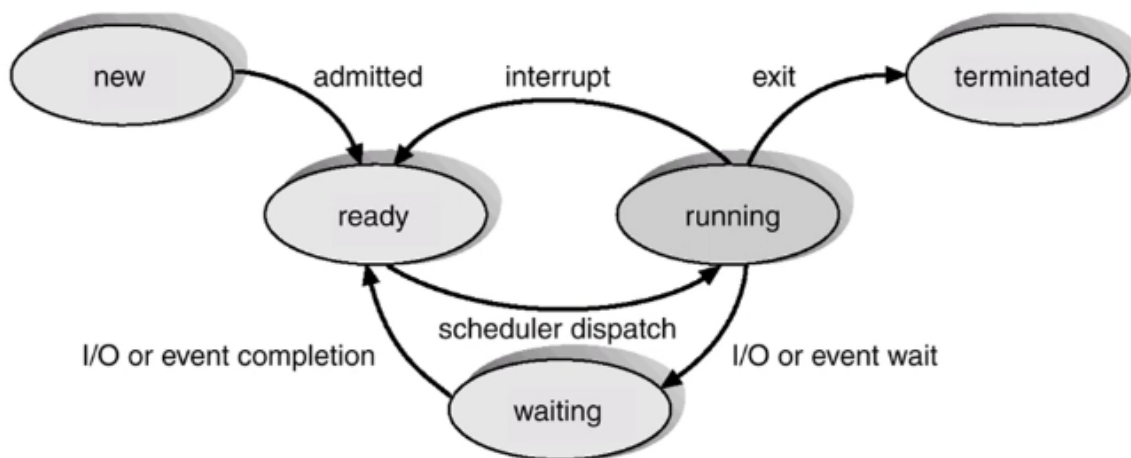 new
admitted
interrupt
exit
terminated
ready
running
scheduler dispatch
I/O or event completion
I/O or event wait
waiting